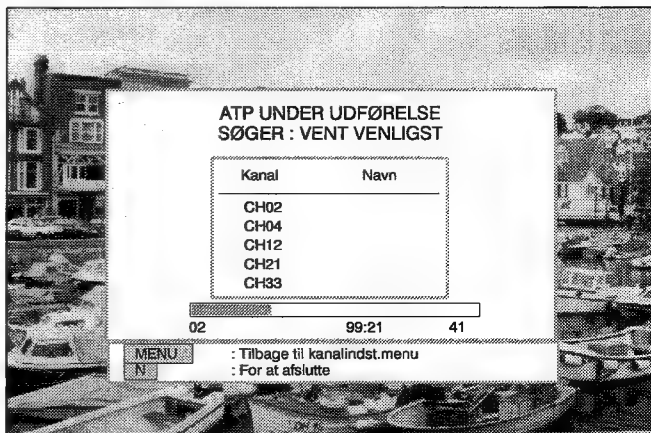 ATP UNDER UDFØRELSE
SØGER : VENT VENLIGST
Kanal Navn
CH02
CH04
CH12
CH21
CH33
02 99:21 41
MENU : Tilbage til kanalindst.menu
N : For at afslutte